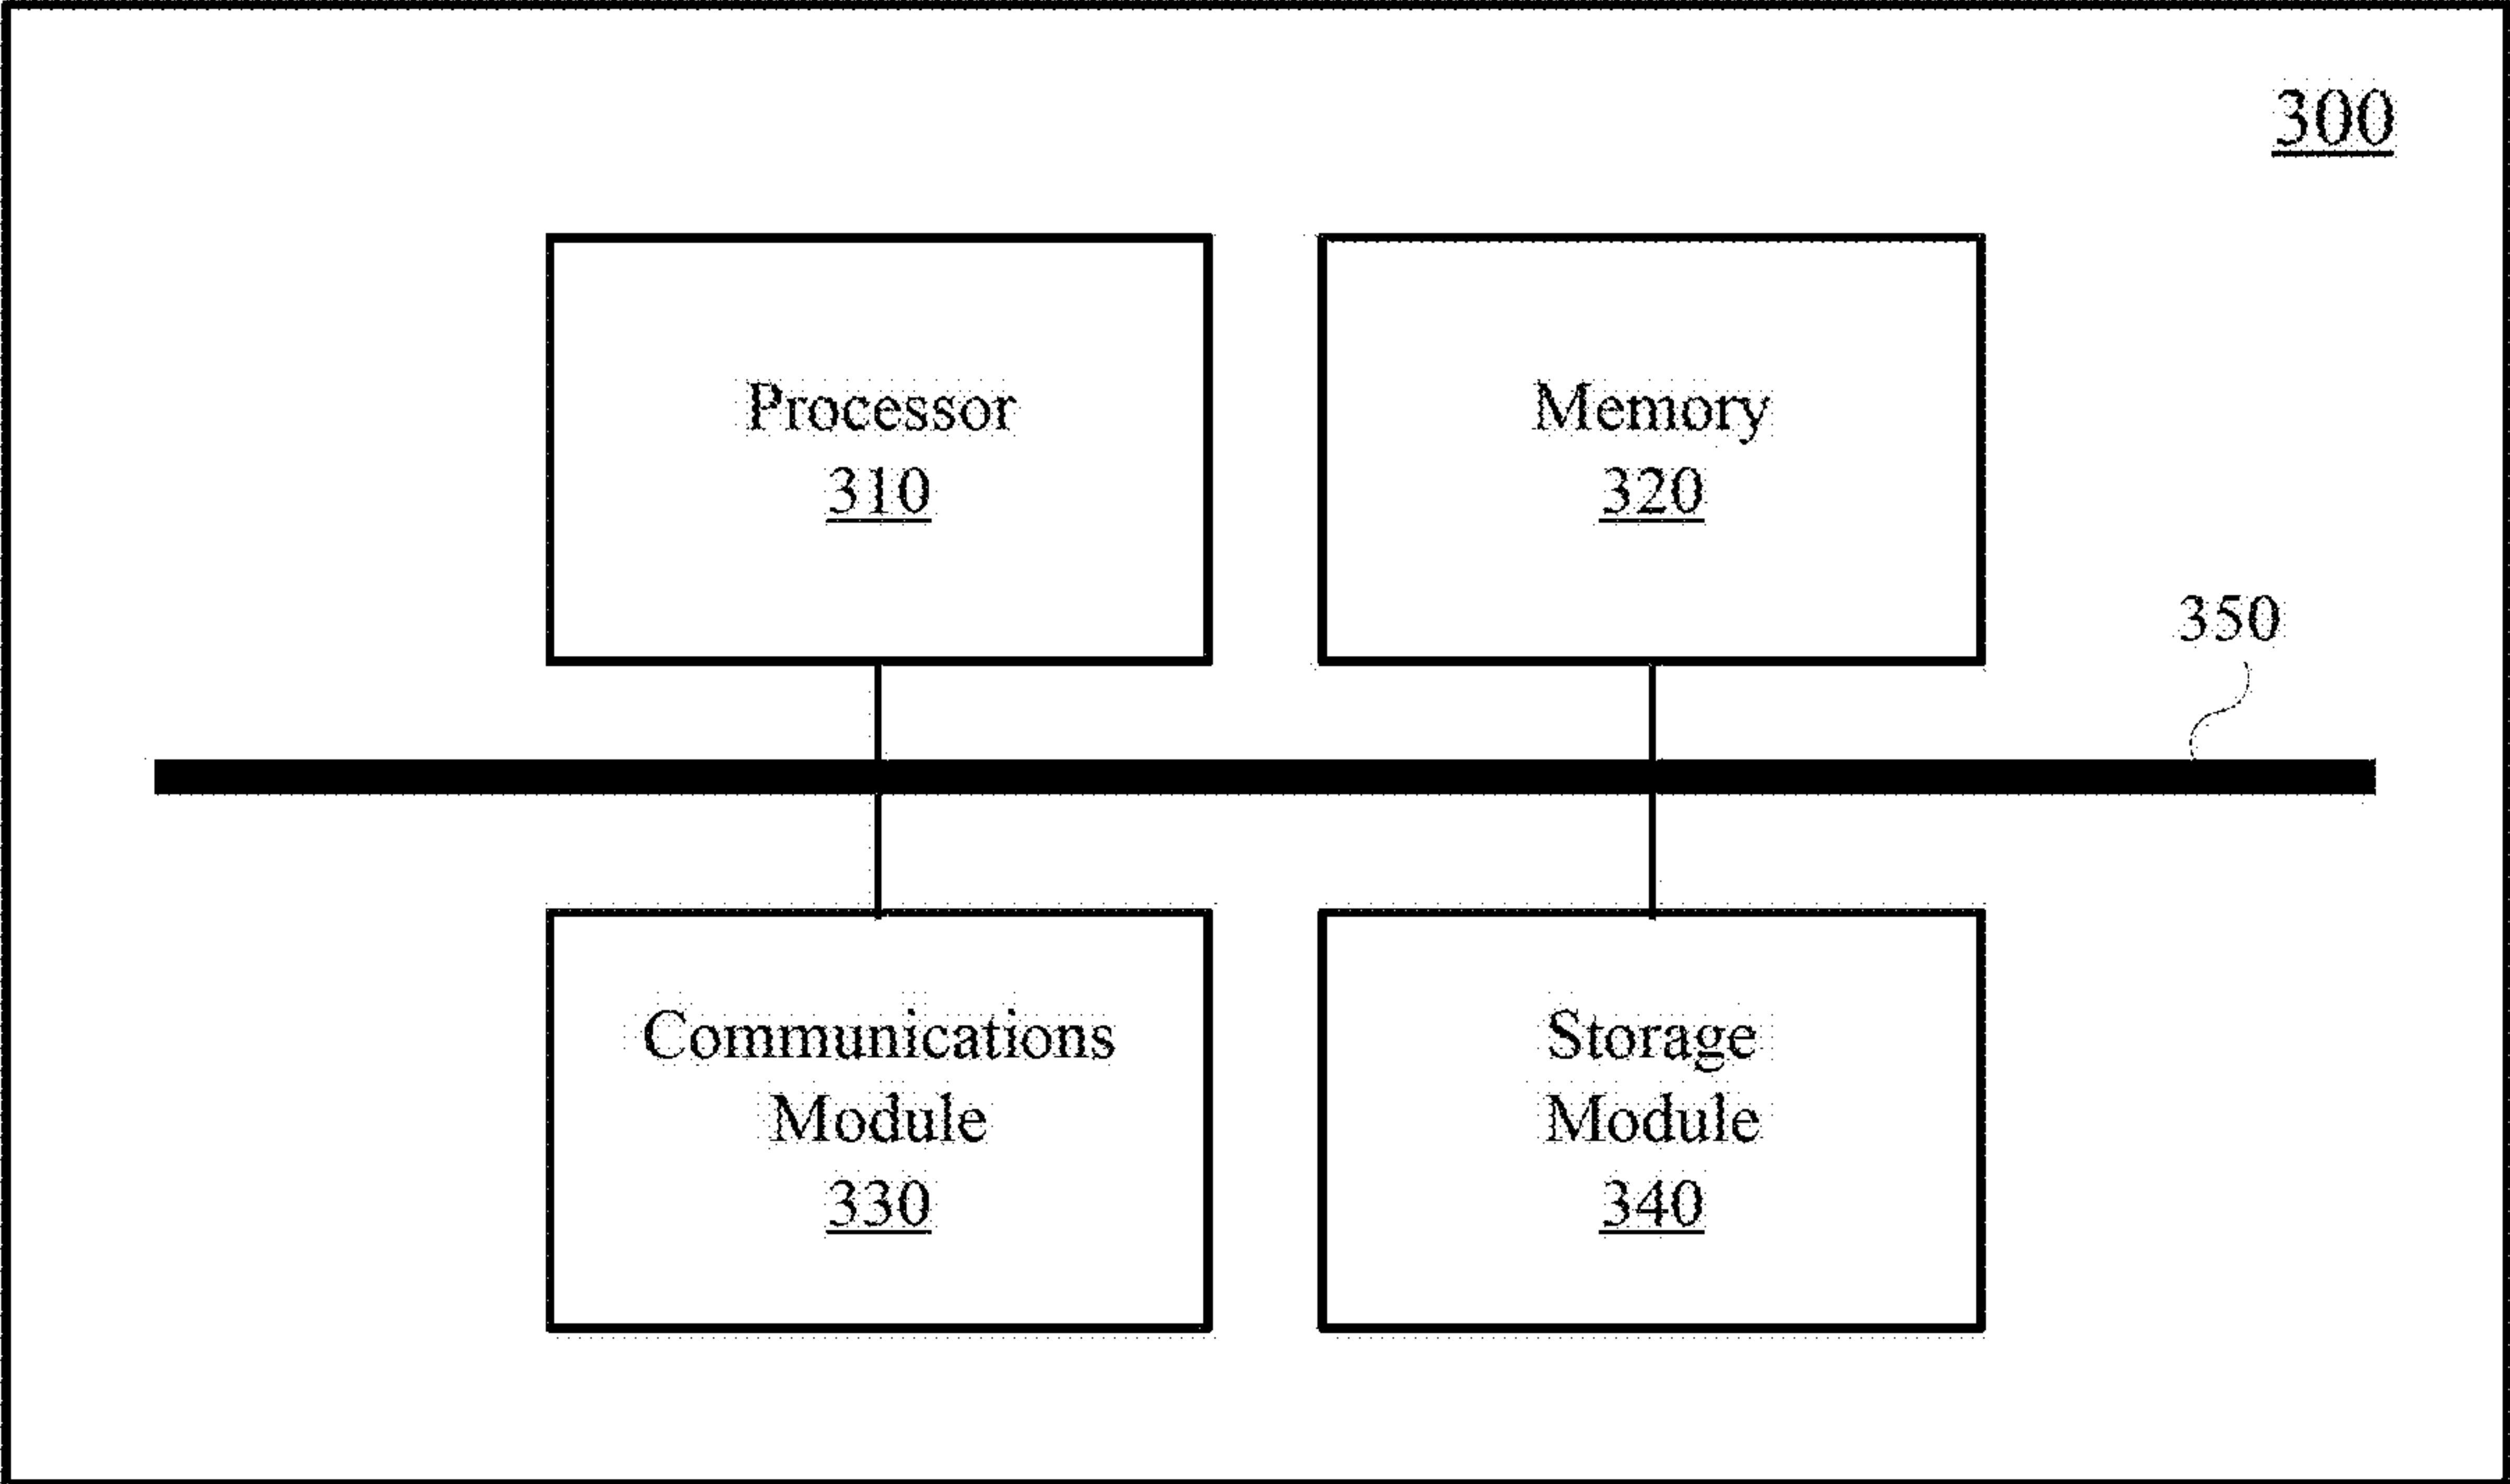 300
Processor
310
Memory
320
350
Communications
Module
330
Storage
Module
340